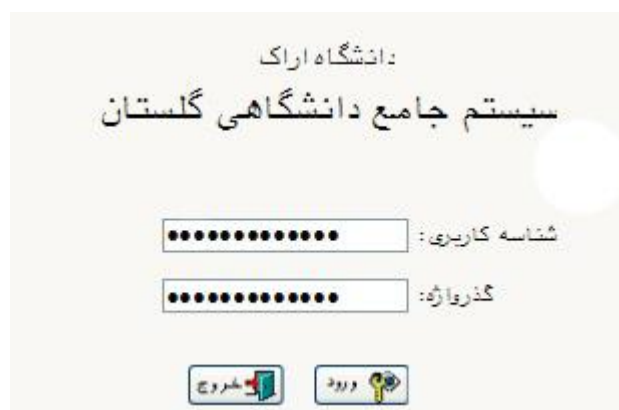 دانشگاه اراک
سیستم جامع دانشگاهی گلستان
شناسه کاربری: •••••••••••••
گذرواژه: •••••••••••••
ورود خروج